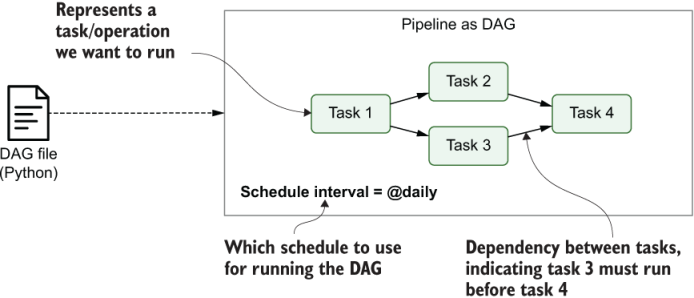 Represents a
task/operation
we want to run
Pipeline as DAG
Task 1
Task 2
Task 3
Task 4
DAG file
(Python)
Schedule interval = @daily
Which schedule to use
for running the DAG
Dependency between tasks,
indicating task 3 must run
before task 4